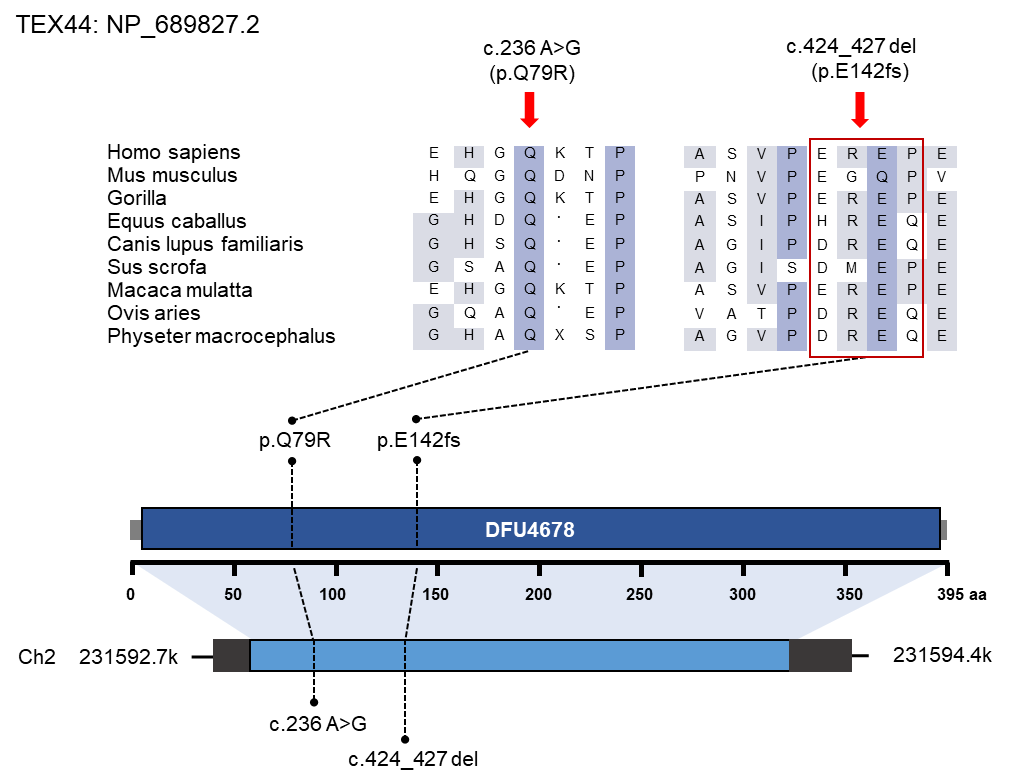 TEX44: NP_689827.2
c.236 A>G
(p.Q79R)
c.424_427 del
(p.E142fs)
Homo sapiens E H G Q K T P A S V P E R E P E
Mus musculus H Q G Q D N P P N V P E G Q P V
Gorilla E H G Q K T P A S V P E R E P E
Equus caballus G H D Q · E P A S I P H R E Q E
Canis lupus familiaris G H S Q · E P A G I P D R E Q E
Sus scrofa G S A Q · E P A G I S D M E P E
Macaca mulatta E H G Q K T P A S V P E R E P E
Ovis aries G Q A Q · E P V A T P D R E Q E
Physeter macrocephalus G H A Q X S P A G V P D R E Q E
p.Q79R p.E142fs
DFU4678
0 50 100 150 200 250 300 350 395 aa
Ch2 231592.7k 231594.4k
c.236 A>G
c.424_427 del